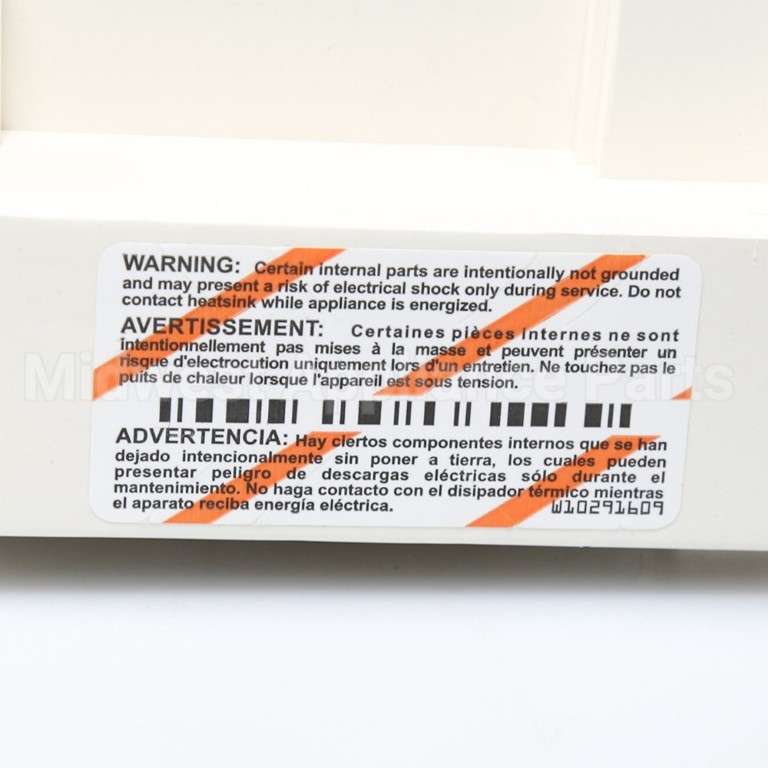 WARNING: Certain internal parts are intentionally not grounded
and may present a risk of electrical shock only during service. Do not
contact heatsink while appliance is energized.
AVERTISSEMENT: Certaines pièces internes ne sont
intentionnellement pas mises à la masse et peuvent présenter un
risque d'electrocution uniquement lors d'un entretien. Ne touchez pas le
puits de chaleur lorsque l'appareil est sous tension.
Midwest Appliance Parts
ADVERTENCIA: Hay ciertos componentes internos que se han
dejado intencionalmente sin poner a tierra, los cuales pueden
presentar peligro de descargas eléctricas sólo durante el
mantenimiento. No haga contacto con el disipador térmico mientras
el aparato reciba energía eléctrica.
W10291609